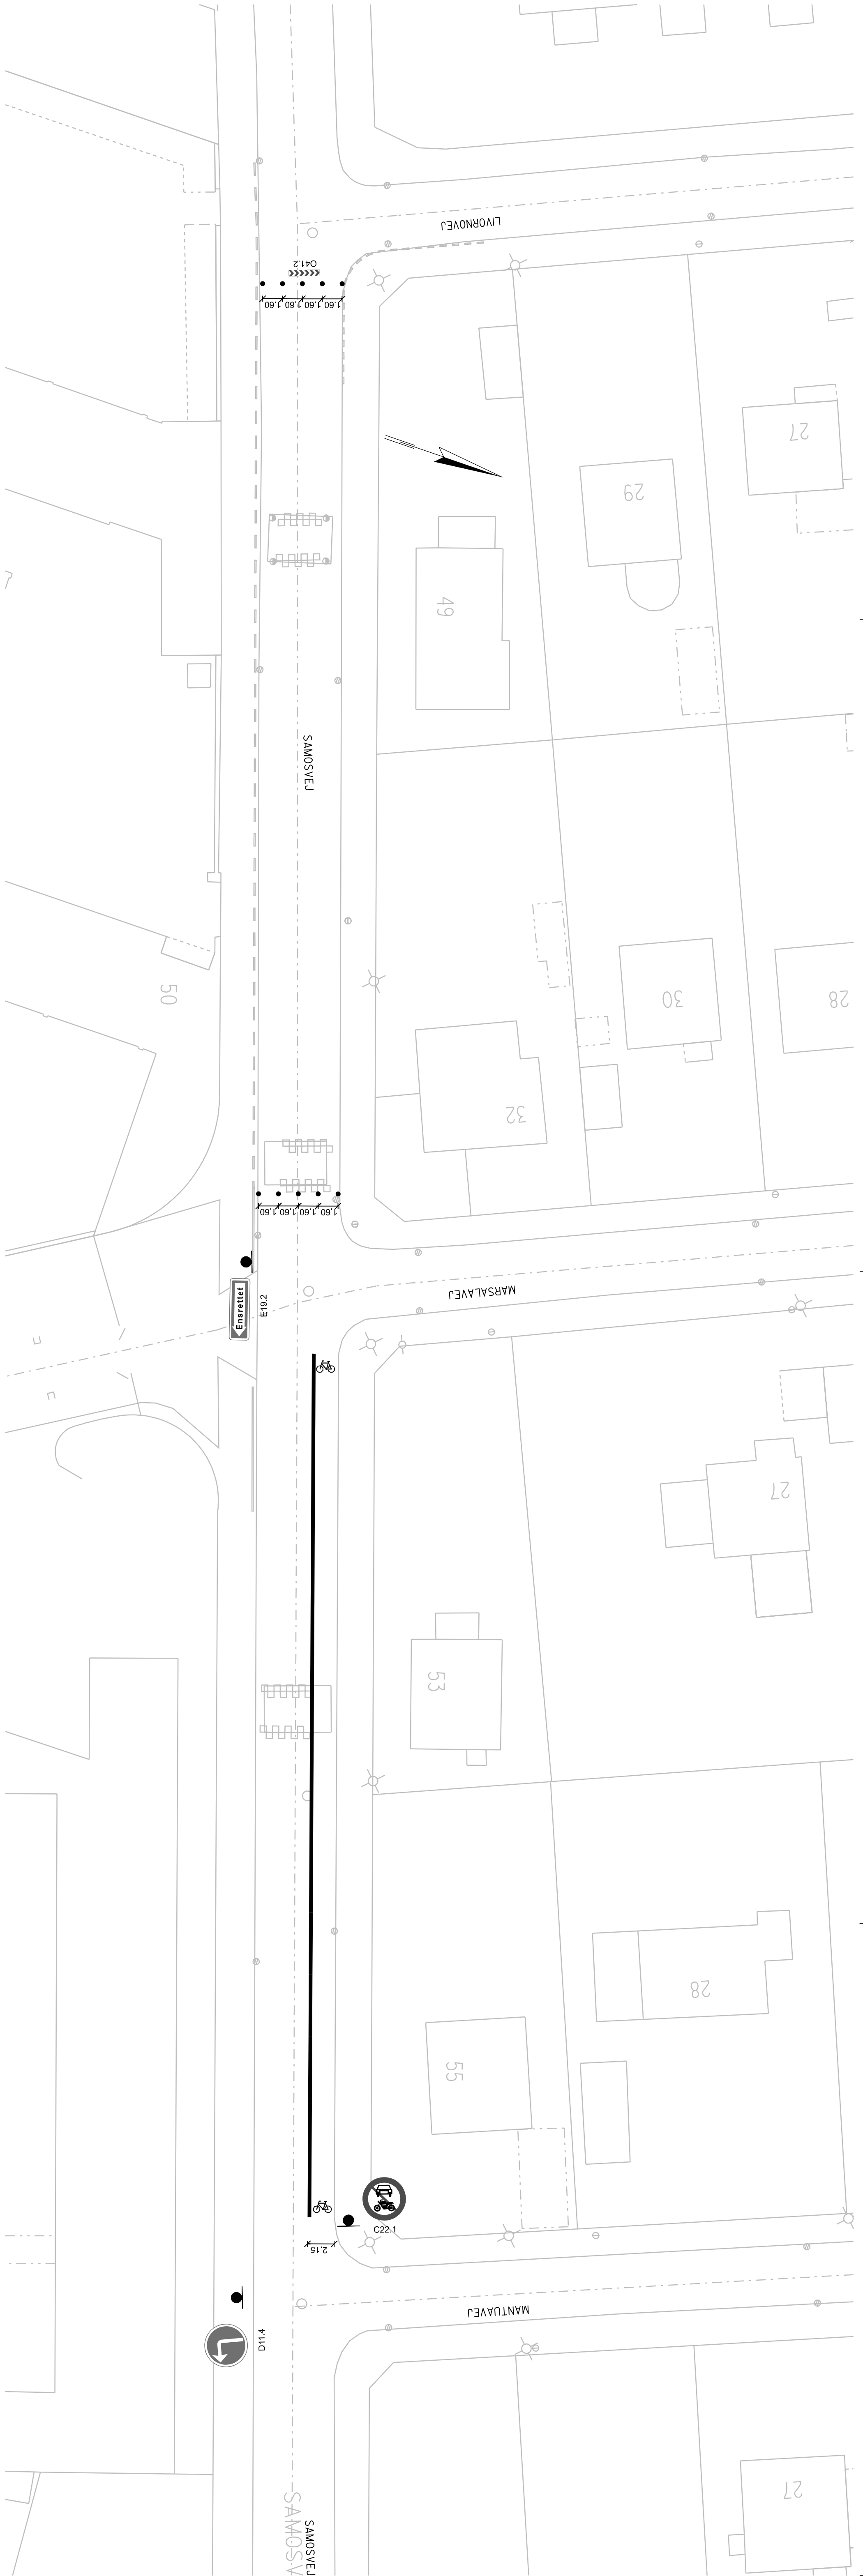 LIVORNOVEJ
O41.2
1,60
1,60
1,60
1,60
27
29
49
SAMOSVEJ
50
30
28
32
1,60
1,60
1,60
1,60
MARSALAVEJ
Ensrettet
E19.2
27
53
28
55
C22.1
2,15
MANTUAVEJ
D11.4
27
SAMOSV
SAMOSVEJ